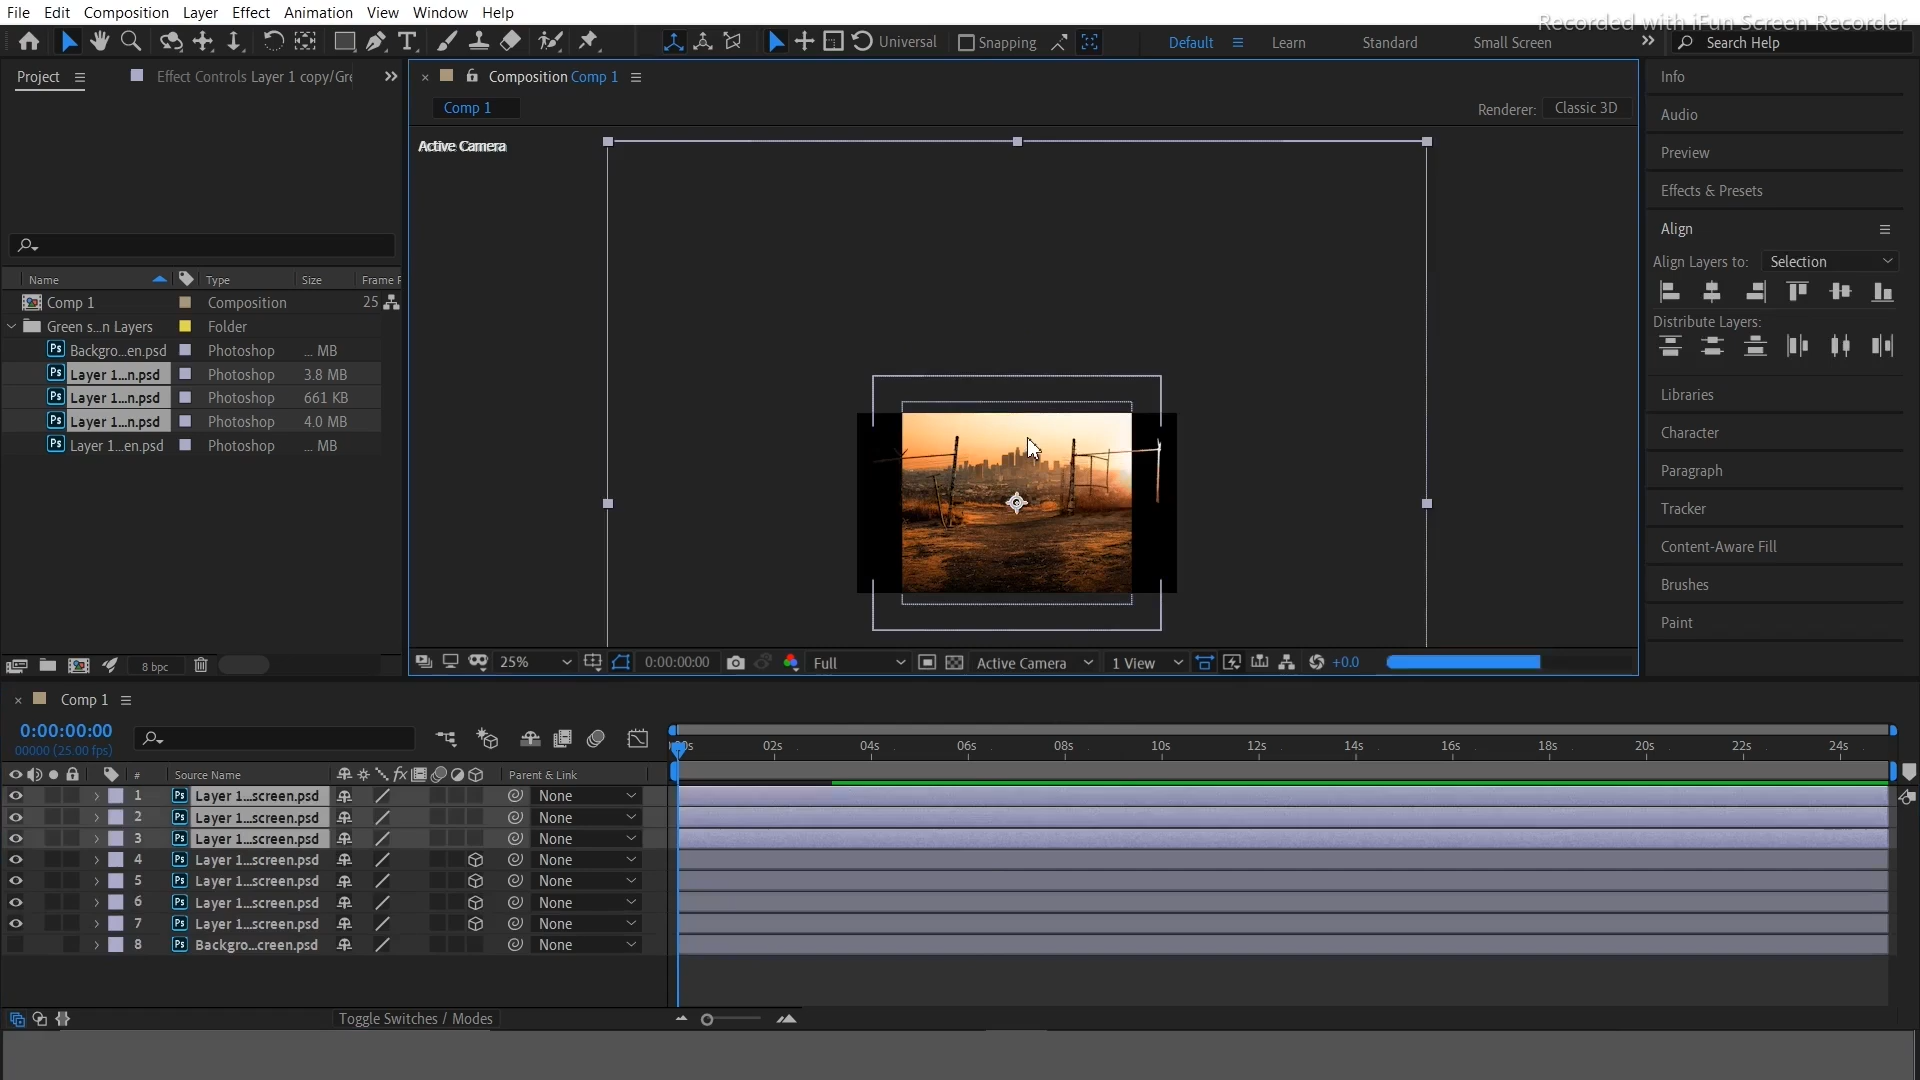 File Edit Composition Layer Effect Animation View Window Help
Recorded with iFun Screen Recorder
Universal Snapping Default Learn Standard Small Screen Search Help
Project Effect Controls Layer 1 copy/Gre
Composition Comp 1
Comp 1
Renderer: Classic 3D
Active Camera
Name Type Size Frame F
Comp 1 Composition 25
Green s...n Layers Folder
Backgro...en.psd Photoshop ... MB
Layer 1...n.psd Photoshop 3.8 MB
Layer 1...n.psd Photoshop 661 KB
Layer 1...n.psd Photoshop 4.0 MB
Layer 1...en.psd Photoshop ... MB
8 bpc
25% 0:00:00:00 Full Active Camera 1 View +0.0
Info
Audio
Preview
Effects & Presets
Align
Align Layers to: Selection
Distribute Layers:
Libraries
Character
Paragraph
Tracker
Content-Aware Fill
Brushes
Paint
Comp 1
0:00:00:00
00000 (25.00 fps)
02s 04s 06s 08s 10s 12s 14s 16s 18s 20s 22s 24s
# Source Name Parent & Link
1 Layer 1...screen.psd None
2 Layer 1...screen.psd None
3 Layer 1...screen.psd None
4 Layer 1...screen.psd None
5 Layer 1...screen.psd None
6 Layer 1...screen.psd None
7 Layer 1...screen.psd None
8 Backgro...creen.psd None
Toggle Switches / Modes